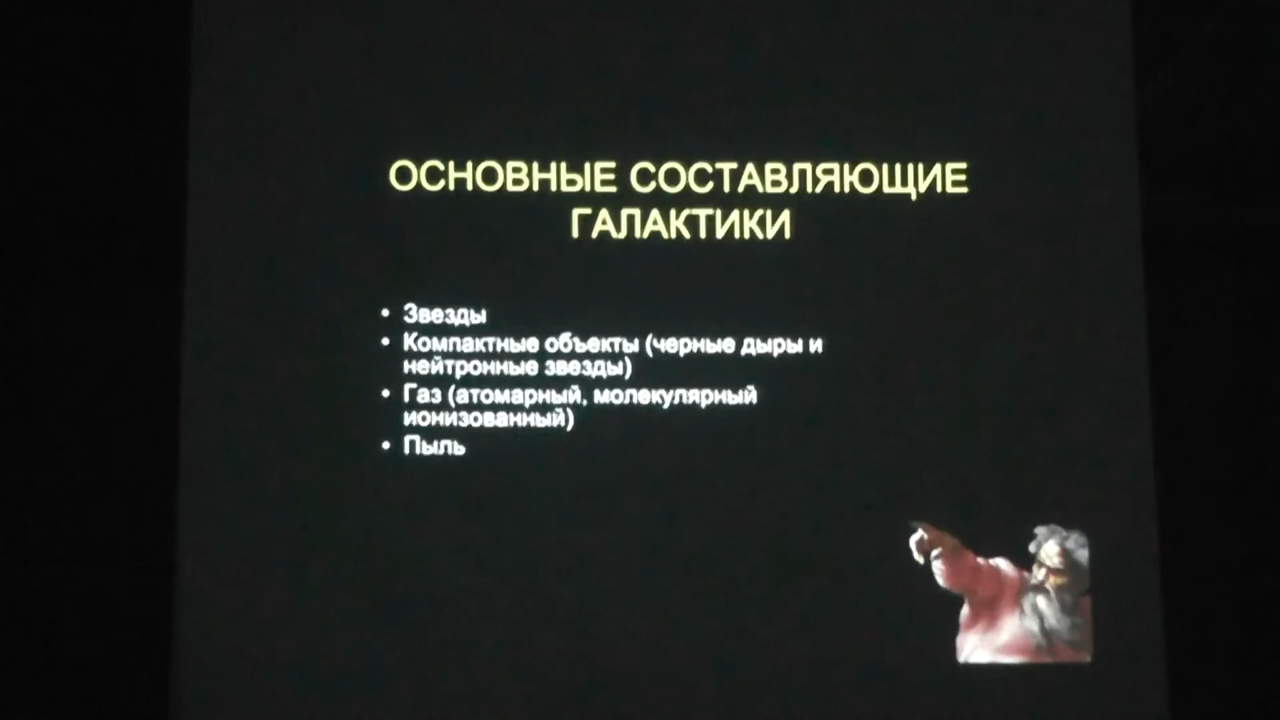 ОСНОВНЫЕ СОСТАВЛЯЮЩИЕ
ГАЛАКТИКИ
• Звезды
• Компактные объекты (черные дыры и
нейтронные звезды)
• Газ (атомарный, молекулярный
ионизованный)
• Пыль